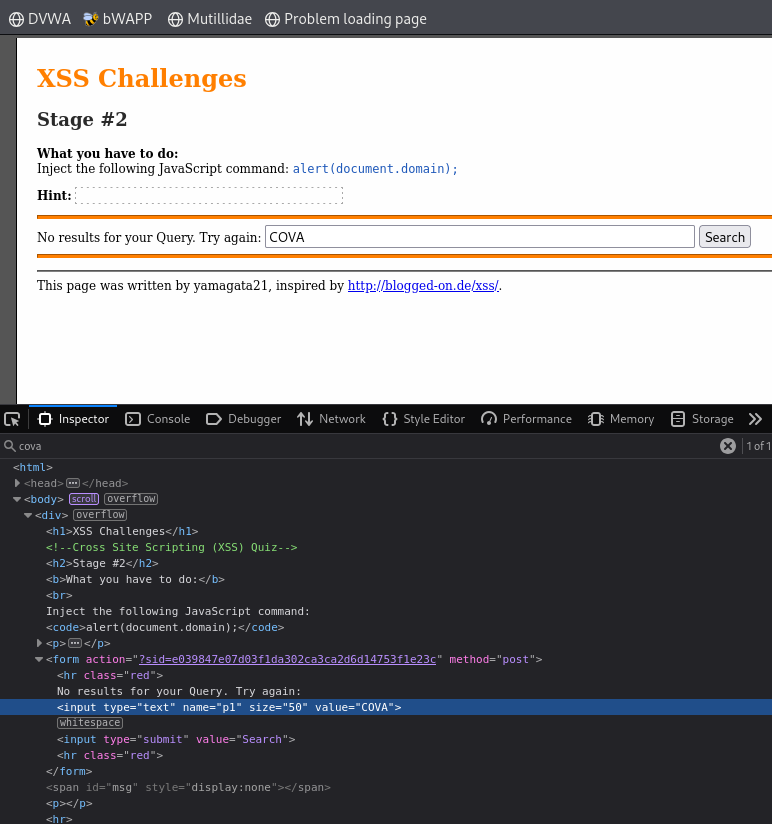 DVWA bWAPP Mutillidae Problem loading page
XSS Challenges
Stage #2
What you have to do:
Inject the following JavaScript command: alert(document.domain);
Hint:
No results for your Query. Try again: COVA Search
This page was written by yamagata21, inspired by http://blogged-on.de/xss/.
Inspector Console Debugger Network Style Editor Performance Memory Storage
cova 1 of 1
<html>
<head> </head>
<body> scroll overflow
<div> overflow
<h1>XSS Challenges</h1>
<!--Cross Site Scripting (XSS) Quiz-->
<h2>Stage #2</h2>
<b>What you have to do:</b>
<br>
Inject the following JavaScript command:
<code>alert(document.domain);</code>
<p> </p>
<form action="?sid=e039847e07d03f1da302ca3ca2d6d14753f1e23c" method="post">
<hr class="red">
No results for your Query. Try again:
<input type="text" name="p1" size="50" value="COVA">
whitespace
<input type="submit" value="Search">
<hr class="red">
</form>
<span id="msg" style="display:none"></span>
<p></p>
<hr>